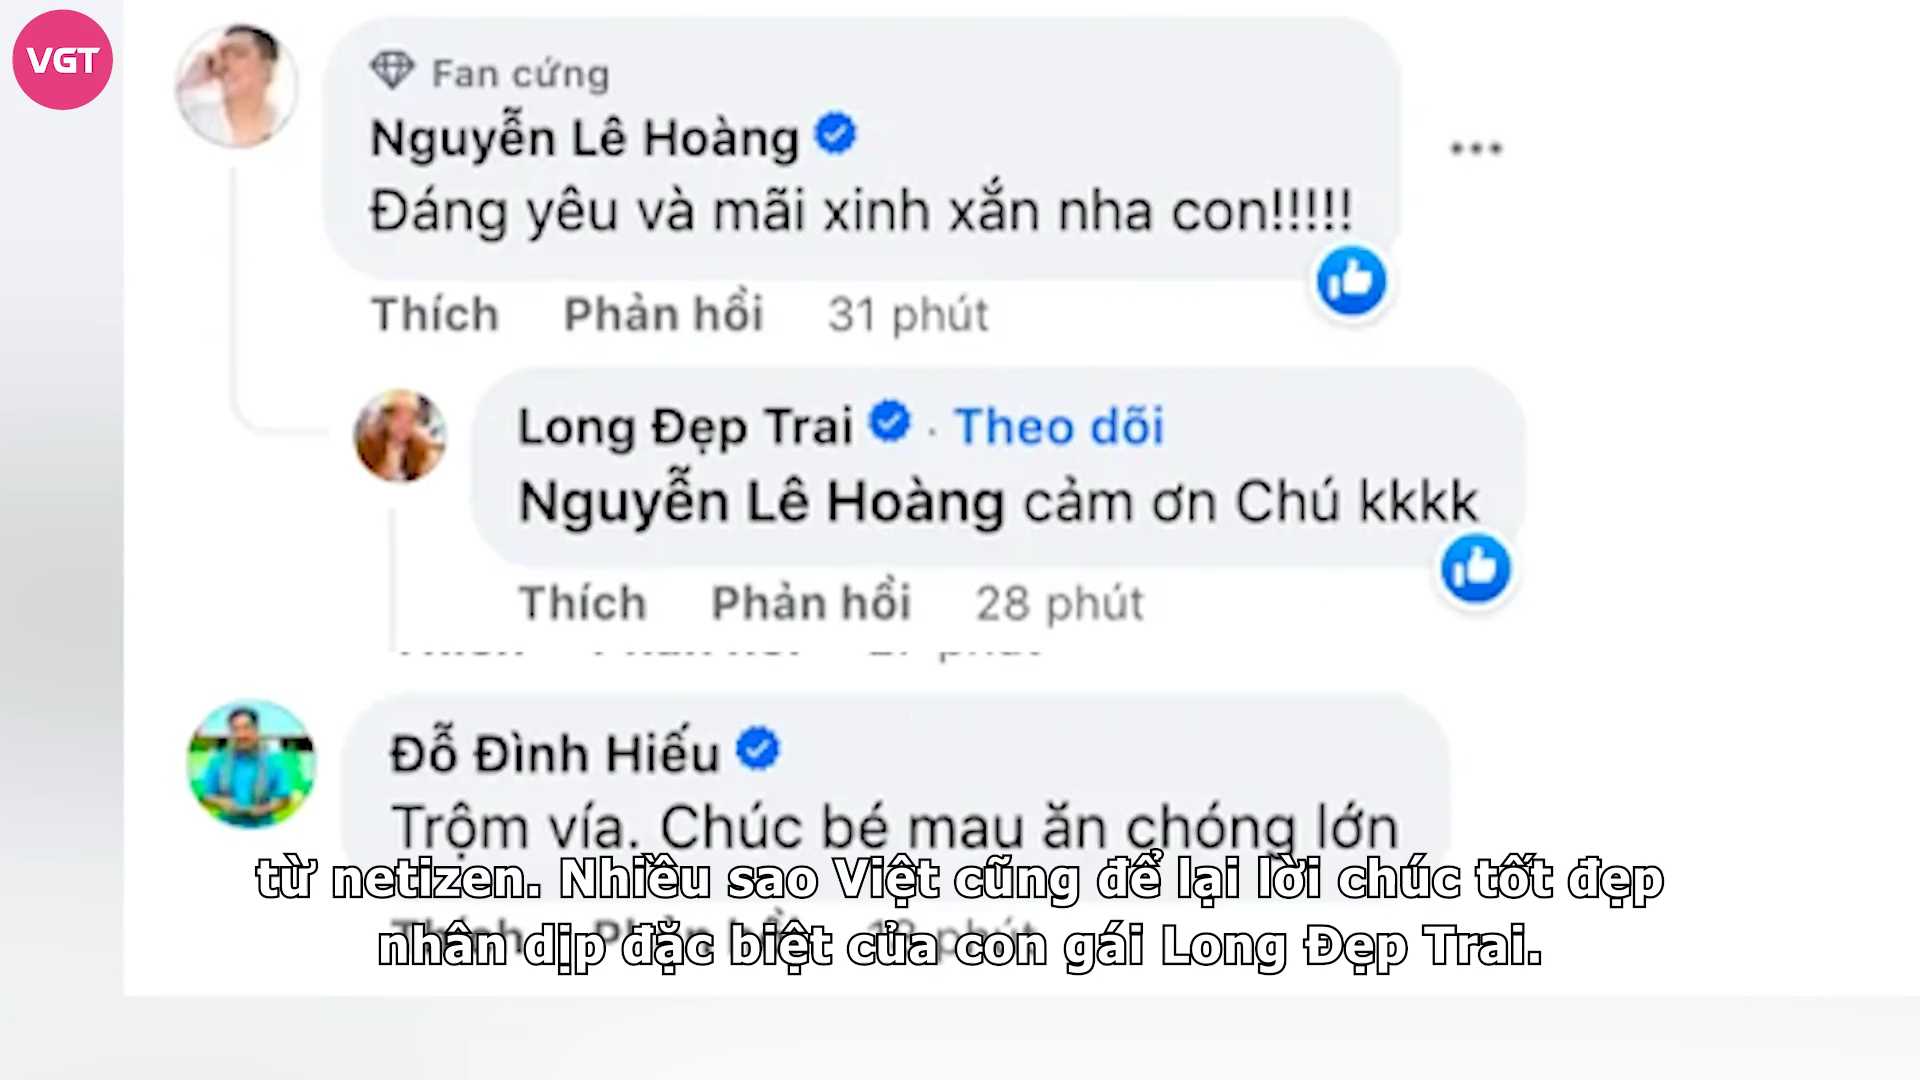 VGT
Fan cứng
Nguyễn Lê Hoàng
Đáng yêu và mãi xinh xắn nha con!!!!!
Thích Phản hồi 31 phút
Long Đẹp Trai · Theo dõi
Nguyễn Lê Hoàng cảm ơn Chú kkkk
Thích Phản hồi 28 phút
Đỗ Đình Hiếu
Trộm vía. Chúc bé mau ăn chóng lớn
từ netizen. Nhiều sao Việt cũng để lại lời chúc tốt đẹp
nhân dịp đặc biệt của con gái Long Đẹp Trai.